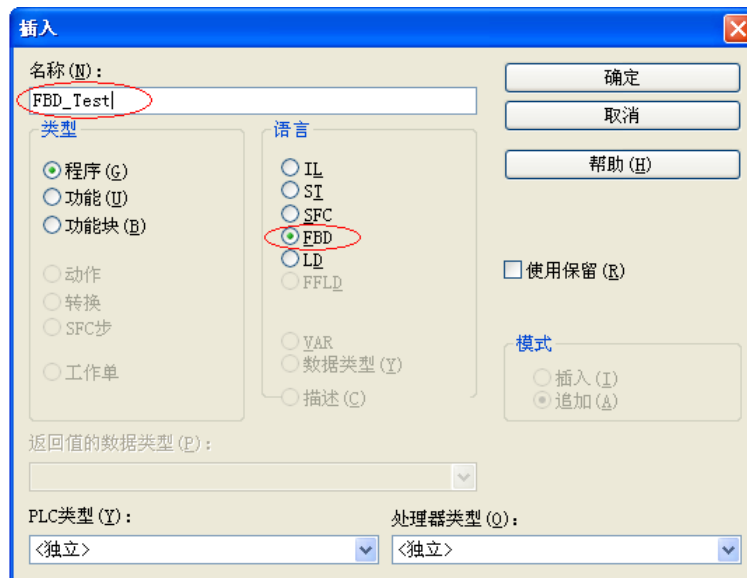 插入
名称(N):
FBD_Test
确定
取消
帮助(H)
类型
程序(G)
功能(U)
功能块(B)
动作
转换
SFC步
工作单
语言
IL
ST
SFC
FBD
LD
FFLD
VAR
数据类型(Y)
描述(C)
使用保留(R)
模式
插入(I)
追加(A)
返回值的数据类型(P):
PLC类型(Y):
<独立>
处理器类型(O):
<独立>